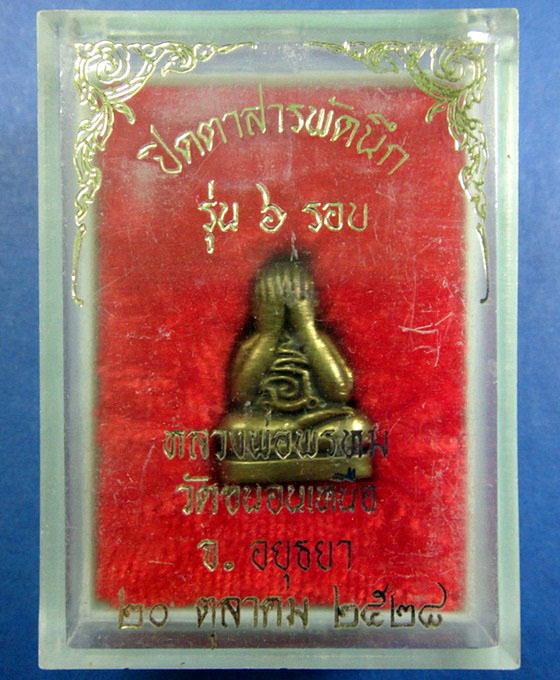 ปิดตาสารพัดนึก
รุ่น ๖ รอบ
หลวงพ่อพรหม
วัดขนอนเหนือ
จ. อยุธยา
๒๐ ตุลาคม ๒๕๒๘